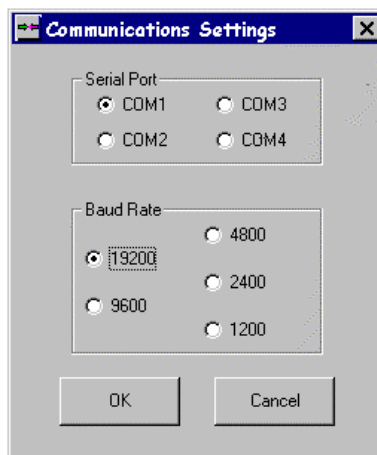 Communications Settings
Serial Port
COM1 COM3
COM2 COM4
Baud Rate
4800
19200
2400
9600
1200
OK Cancel